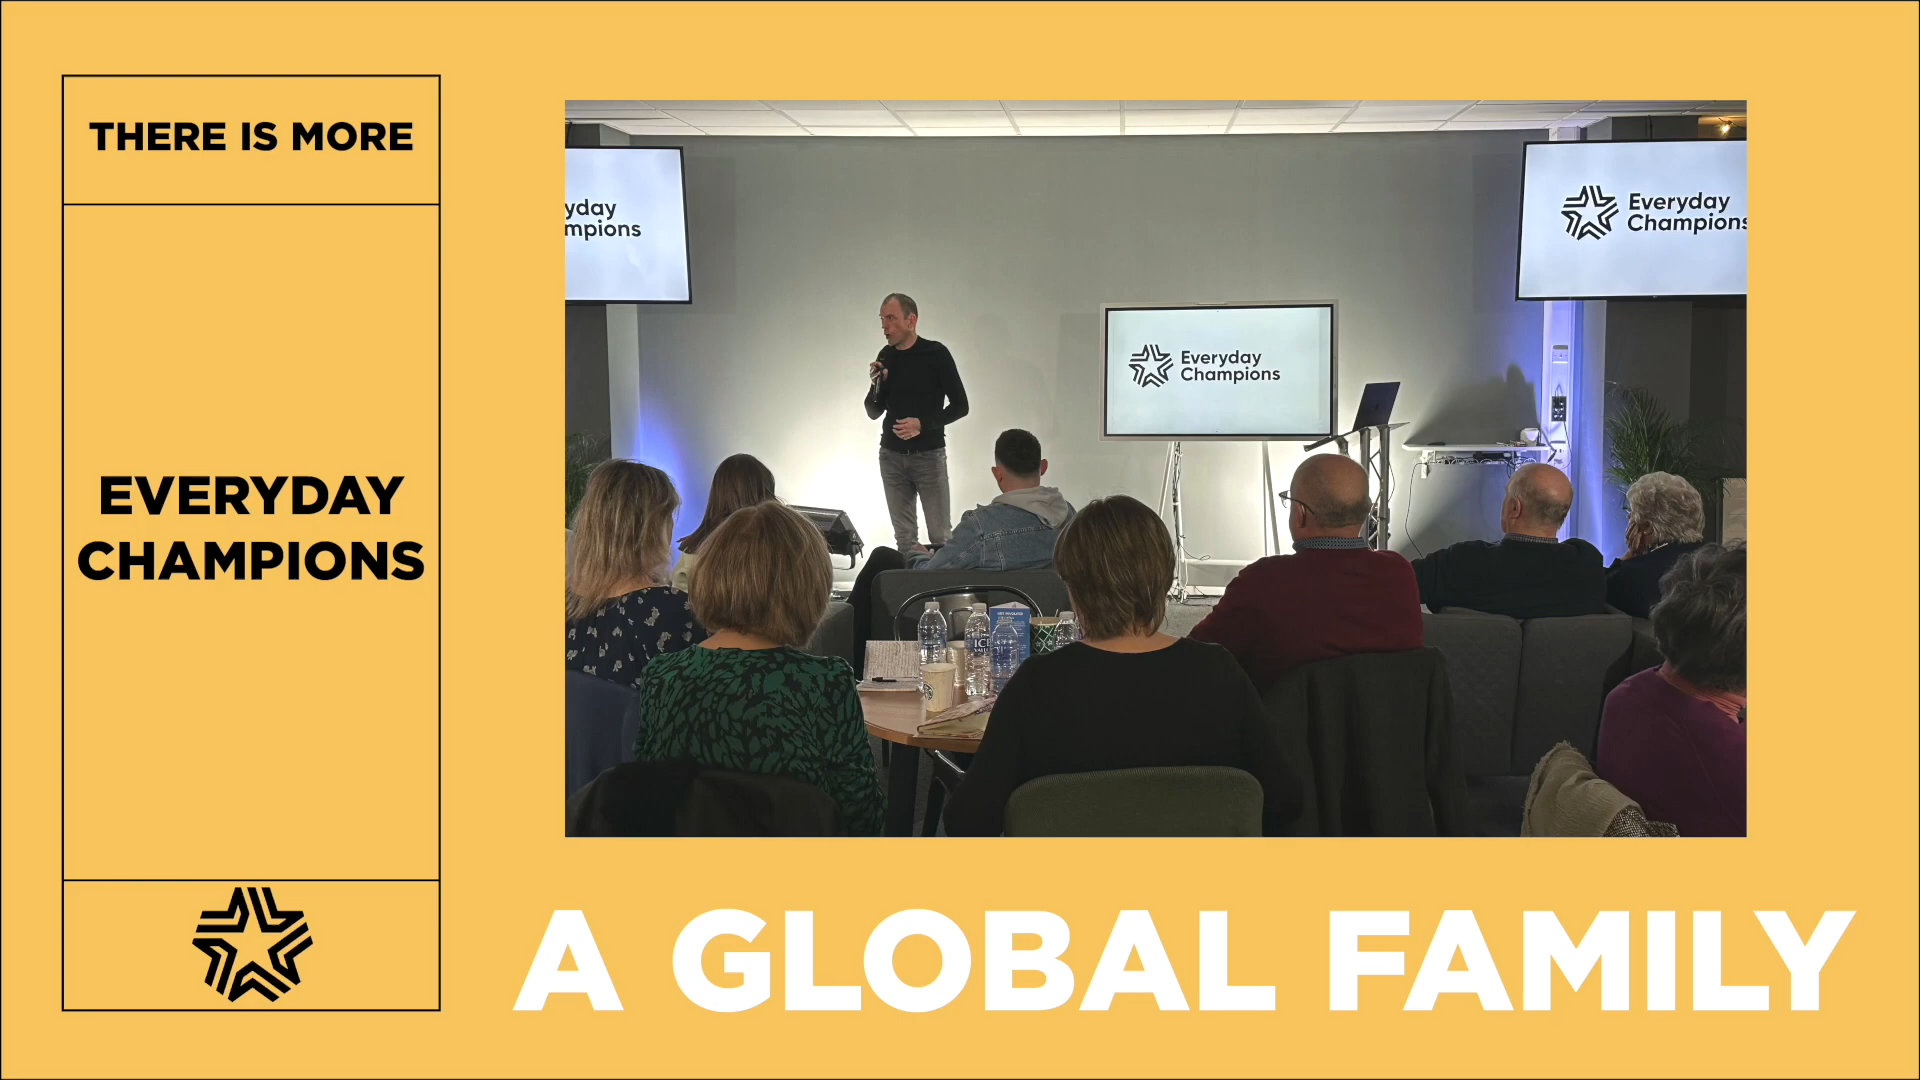 THERE IS MORE
EVERYDAY
CHAMPIONS
A GLOBAL FAMILY
yday
mpions
Everyday
Champions
Everyday
Champions